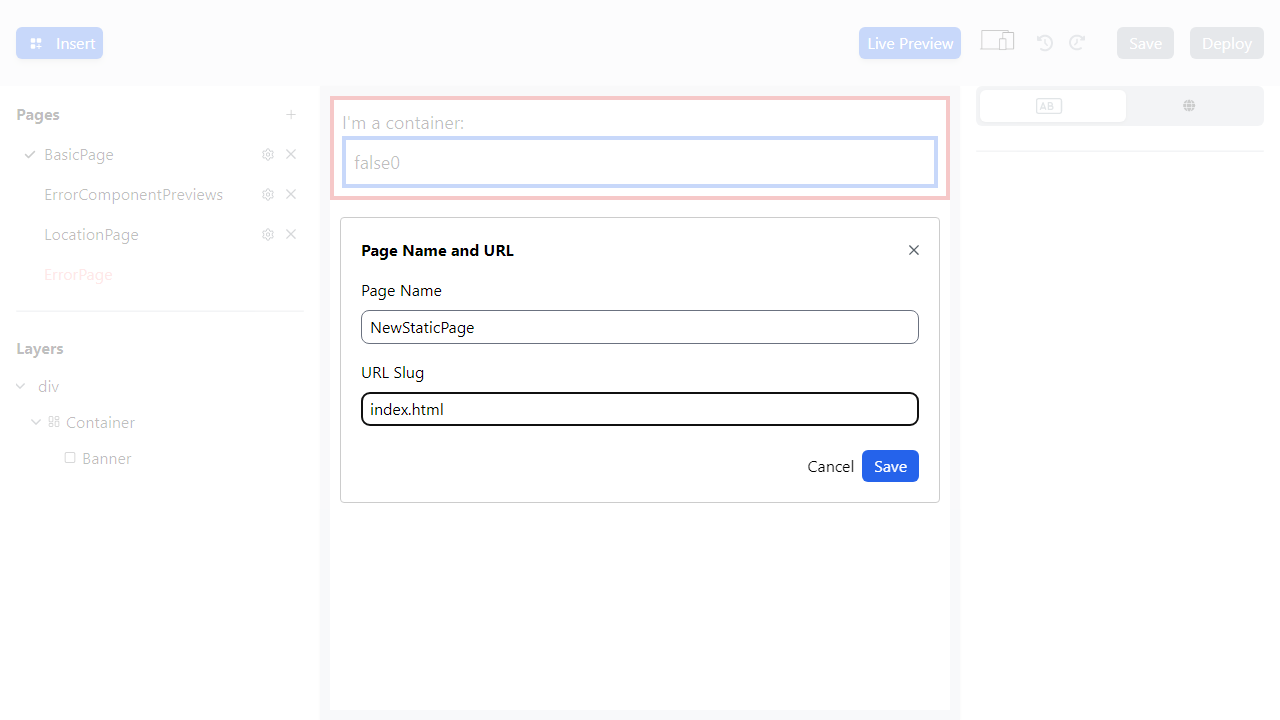 Insert
Live Preview
Save
Deploy
Pages
BasicPage
ErrorComponentPreviews
LocationPage
ErrorPage
Layers
div
Container
Banner
I'm a container:
false0
Page Name and URL
Page Name
NewStaticPage
URL Slug
index.html
Cancel
Save
AB